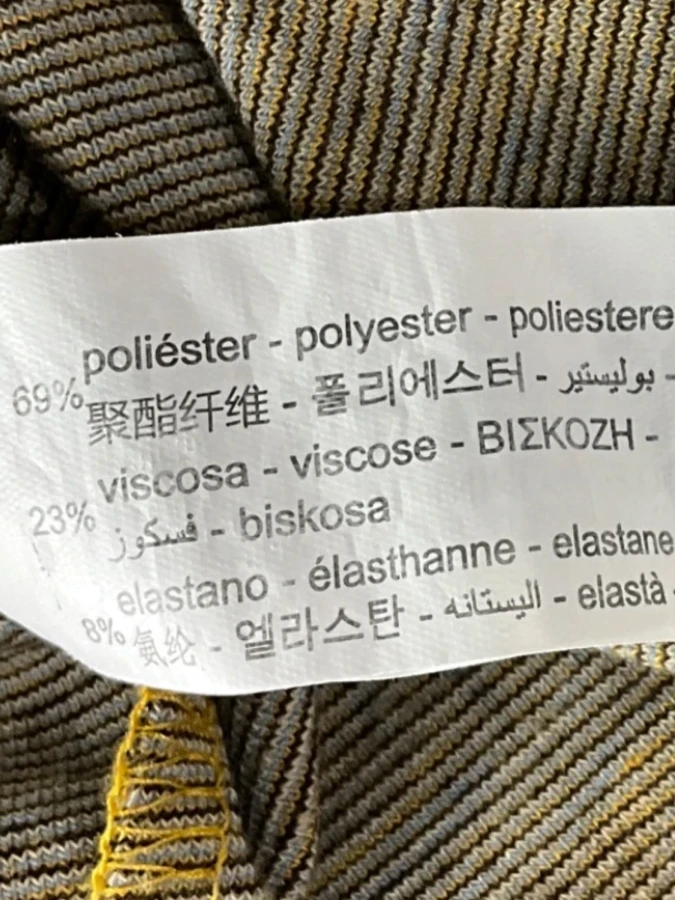 poliéster - polyester - poliestere
69% 聚酯纤维 - 폴리에스터 - بوليستير -
viscosa - viscose - ΒΙΣΚΟΖΗ -
23% فسكوز - biskosa
elastano - élasthanne - elastane
8% 氨纶 - 엘라스탄 - اليستانه - elastà -